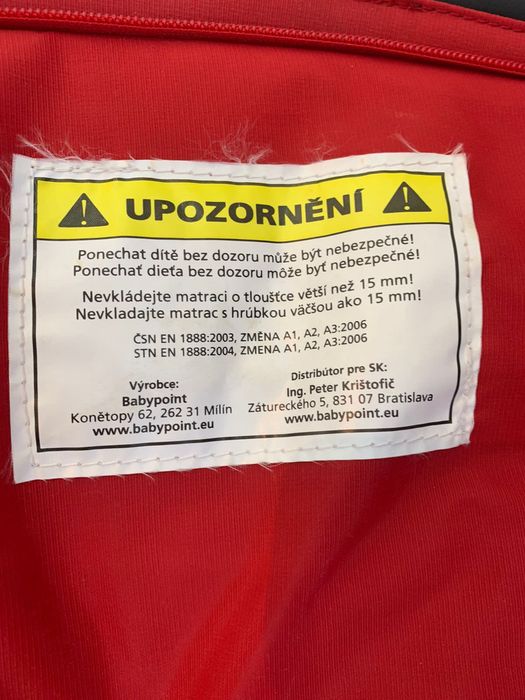 UPOZORNĚNÍ
Ponechat dítě bez dozoru může být nebezpečné!
Ponechať dieťa bez dozoru môže byť nebezpečné!
Nevkládejte matraci o tloušťce větší než 15 mm!
Nevkladajte matrac s hrúbkou väčšou ako 15 mm!
ČSN EN 1888:2003, ZMĚNA A1, A2, A3:2006
STN EN 1888:2004, ZMENA A1, A2, A3:2006
Výrobce:
Babypoint
Konětopy 62, 262 31 Milín
www.babypoint.eu
Distribútor pre SK:
Ing. Peter Krištofič
Zátureckého 5, 831 07 Bratislava
www.babypoint.eu